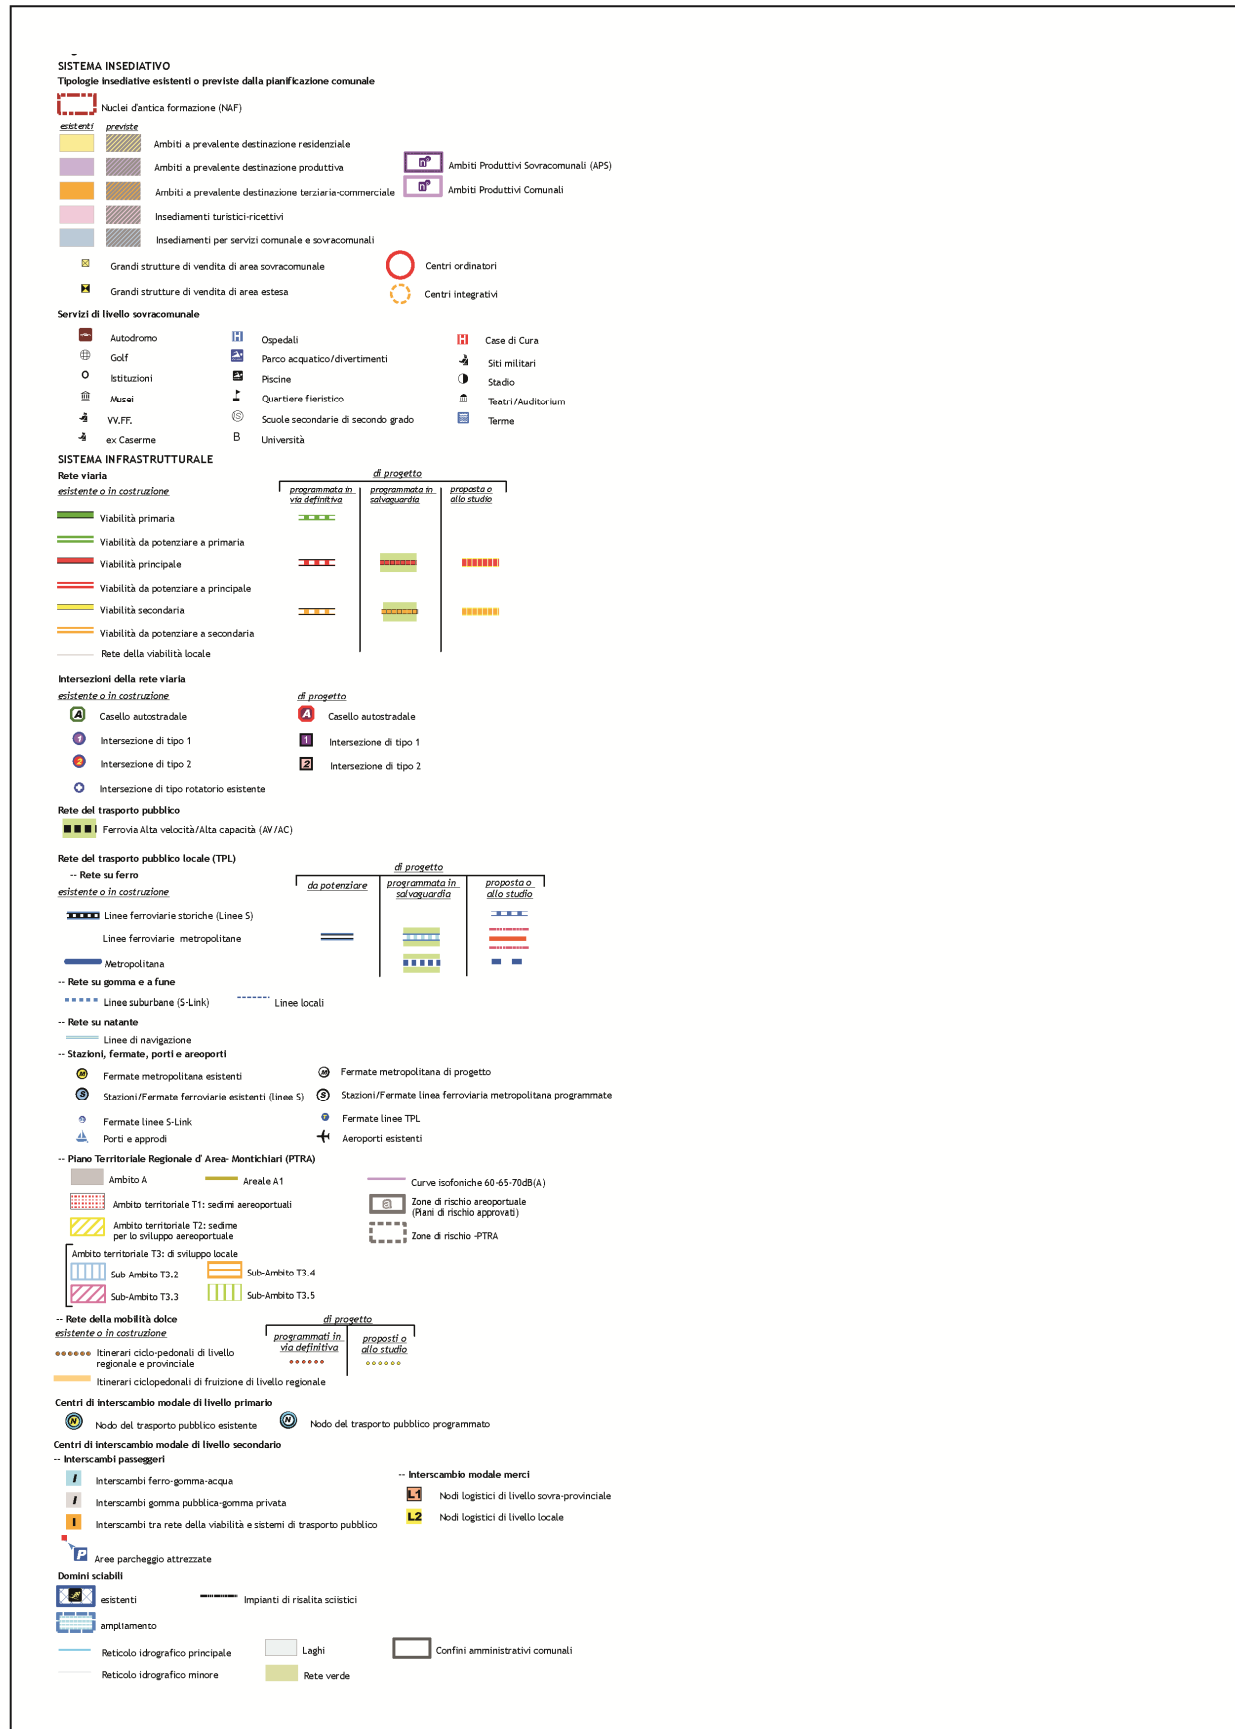 SISTEMA INSEDIATIVO
Tipologie insediative esistenti o previste dalla pianificazione comunale
Nuclei d'antica formazione (NAF)
esistenti previste
Ambiti a prevalente destinazione residenziale
Ambiti a prevalente destinazione produttiva
n° Ambiti Produttivi Sovracomunali (APS)
Ambiti a prevalente destinazione terziaria-commerciale
n° Ambiti Produttivi Comunali
Insediamenti turistici-ricettivi
Insediamenti per servizi comunale e sovracomunali
Grandi strutture di vendita di area sovracomunale
Centri ordinatori
Grandi strutture di vendita di area estesa
Centri integrativi
Servizi di livello sovracomunale
Autodromo
H Ospedali
H Case di Cura
Golf
Parco acquatico/divertimenti
Siti militari
Istituzioni
Piscine
Stadio
Musei
Quartiere fieristico
Teatri/Auditorium
VV.FF.
S Scuole secondarie di secondo grado
Terme
ex Caserme
B Università
SISTEMA INFRASTRUTTURALE
Rete viaria
di progetto
esistente o in costruzione
programmata in via definitiva
programmata in salvaguardia
proposta o allo studio
Viabilità primaria
Viabilità da potenziare a primaria
Viabilità principale
Viabilità da potenziare a principale
Viabilità secondaria
Viabilità da potenziare a secondaria
Rete della viabilità locale
Intersezioni della rete viaria
esistente o in costruzione di progetto
A Casello autostradale
A Casello autostradale
1 Intersezione di tipo 1
1 Intersezione di tipo 1
2 Intersezione di tipo 2
2 Intersezione di tipo 2
Intersezione di tipo rotatorio esistente
Rete del trasporto pubblico
Ferrovia Alta velocità/Alta capacità (AV/AC)
Rete del trasporto pubblico locale (TPL)
di progetto
-- Rete su ferro
esistente o in costruzione
da potenziare
programmata in salvaguardia
proposta o allo studio
Linee ferroviarie storiche (Linee S)
Linee ferroviarie metropolitane
Metropolitana
-- Rete su gomma e a fune
Linee suburbane (S-Link)
Linee locali
-- Rete su natante
Linee di navigazione
-- Stazioni, fermate, porti e areoporti
M Fermate metropolitana esistenti
M Fermate metropolitana di progetto
S Stazioni/Fermate ferroviarie esistenti (linee S)
S Stazioni/Fermate linea ferroviaria metropolitana programmate
Fermate linee S-Link
Fermate linee TPL
Porti e approdi
Aeroporti esistenti
-- Piano Territoriale Regionale d' Area- Montichiari (PTRA)
Ambito A
Areale A1
Curve isofoniche 60-65-70dB(A)
Ambito territoriale T1: sedimi aereoportuali
a Zone di rischio areoportuale
(Piani di rischio approvati)
Ambito territoriale T2: sedime
per lo sviluppo aereoportuale
Zone di rischio -PTRA
Ambito territoriale T3: di sviluppo locale
Sub-Ambito T3.2
Sub-Ambito T3.4
Sub-Ambito T3.3
Sub-Ambito T3.5
-- Rete della mobilità dolce
di progetto
esistente o in costruzione
programmati in via definitiva
proposti o allo studio
Itinerari ciclo-pedonali di livello
regionale e provinciale
Itinerari ciclopedonali di fruizione di livello regionale
Centri di interscambio modale di livello primario
N Nodo del trasporto pubblico esistente
N Nodo del trasporto pubblico programmato
Centri di interscambio modale di livello secondario
-- Interscambi passeggeri
-- Interscambio modale merci
I Interscambi ferro-gomma-acqua
L1 Nodi logistici di livello sovra-provinciale
I Interscambi gomma pubblica-gomma privata
L2 Nodi logistici di livello locale
I Interscambi tra rete della viabilità e sistemi di trasporto pubblico
P Aree parcheggio attrezzate
Domini sciabili
esistenti
Impianti di risalita sciistici
ampliamento
Reticolo idrografico principale
Laghi
Confini amministrativi comunali
Reticolo idrografico minore
Rete verde